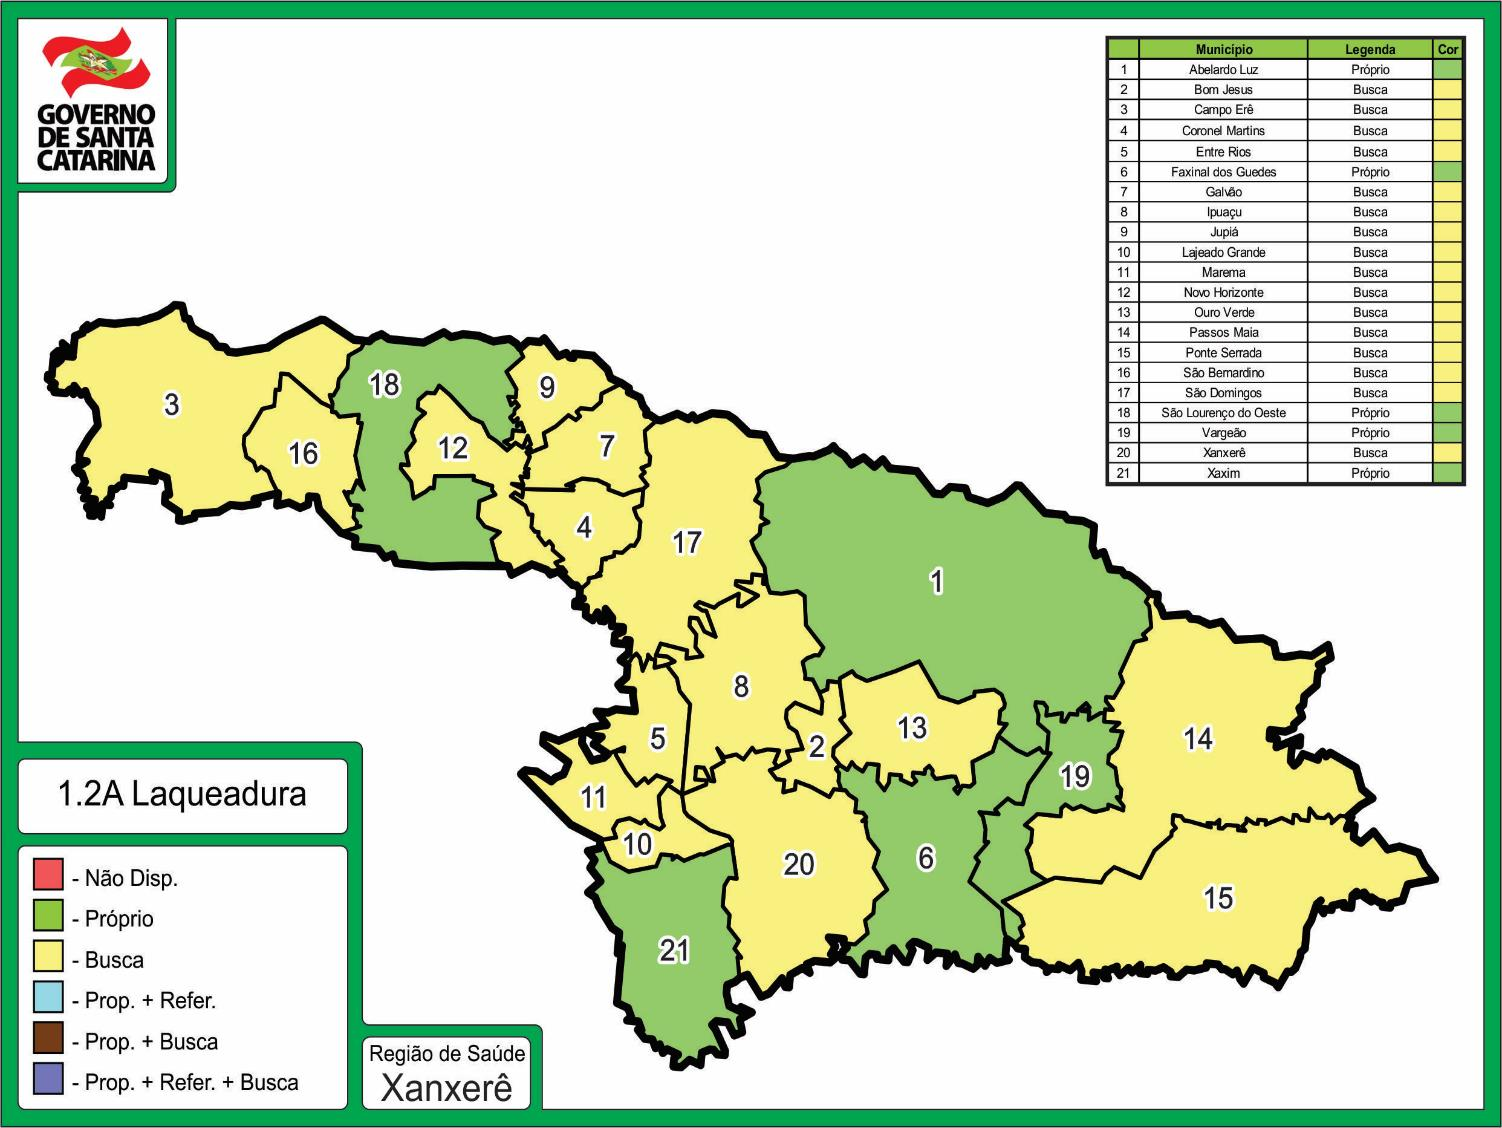 GOVERNO
DE SANTA
CATARINA
Município Legenda Cor
1 Abelardo Luz Próprio
2 Bom Jesus Busca
3 Campo Erê Busca
4 Coronel Martins Busca
5 Entre Rios Busca
6 Faxinal dos Guedes Próprio
7 Galvão Busca
8 Ipuaçu Busca
9 Jupiá Busca
10 Lajeado Grande Busca
11 Marema Busca
12 Novo Horizonte Busca
13 Ouro Verde Busca
14 Passos Maia Busca
15 Ponte Serrada Busca
16 São Bernardino Busca
17 São Domingos Busca
18 São Lourenço do Oeste Próprio
19 Vargeão Próprio
20 Xanxerê Busca
21 Xaxim Próprio
3
18
9
16
12
7
4
17
1
8
5
2
13
14
19
11
10
20
6
15
21
1.2A Laqueadura
- Não Disp.
- Próprio
- Busca
- Prop. + Refer.
- Prop. + Busca
- Prop. + Refer. + Busca
Região de Saúde
Xanxerê